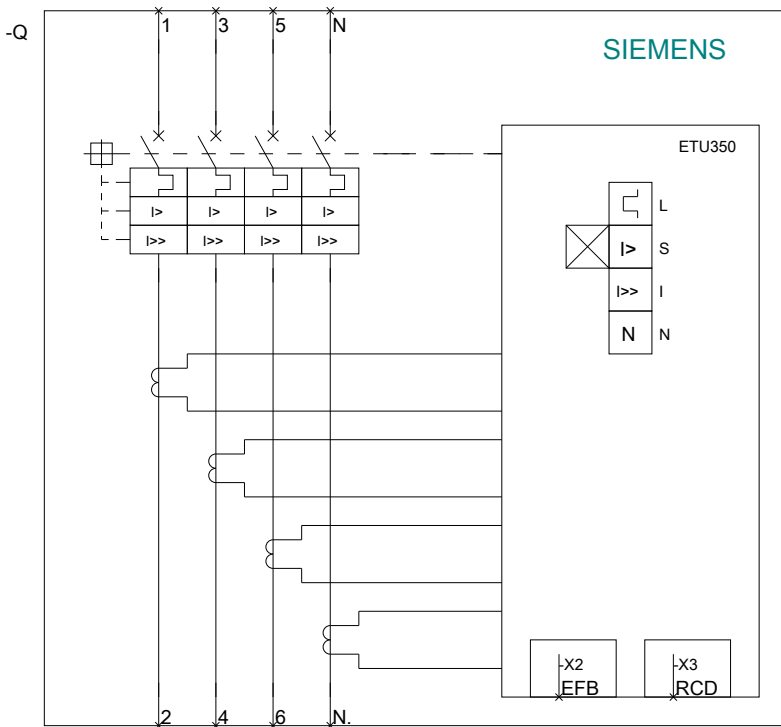 -Q
1 3 5 N
SIEMENS
ETU350
L
I> I> I> I>
I> S
I>> I>> I>> I>>
I>> I
N N
-X2
EFB
-X3
RCD
2 4 6 N.